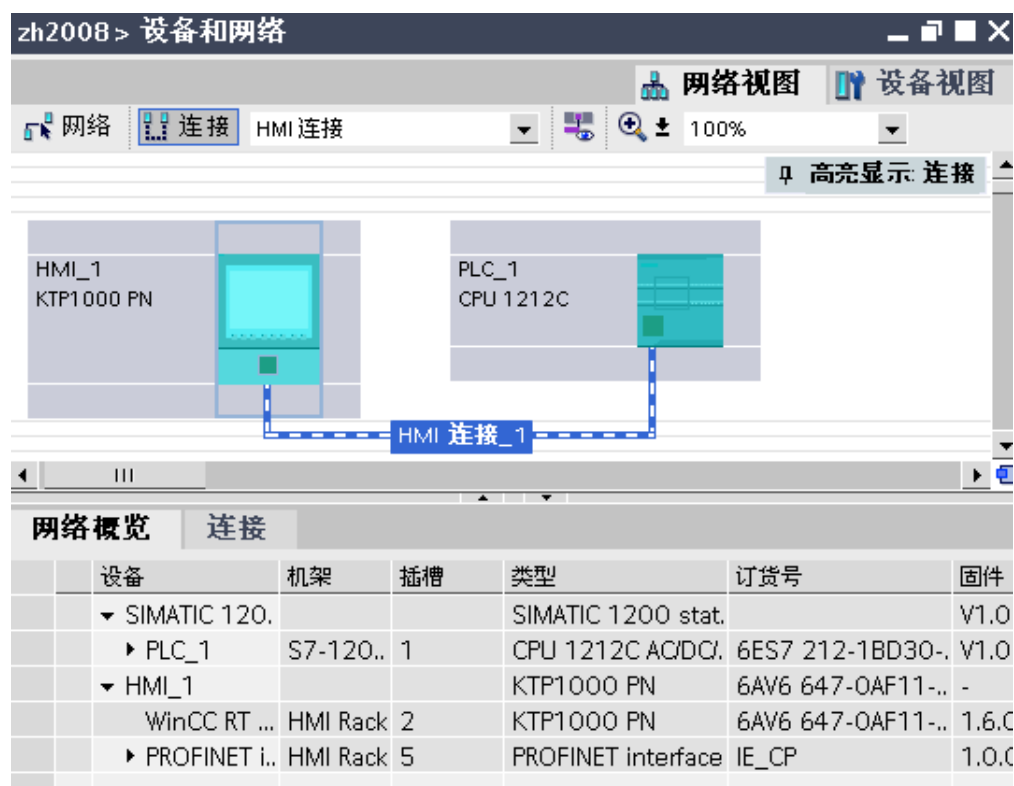 zh2008> 设备和网络
网络视图 设备视图
网络 连接 HMI 连接 100%
高亮显示: 连接
HMI_1
KTP1000 PN
PLC_1
CPU 1212C
HMI 连接_1
网络概览 连接
设备 机架 插槽 类型 订货号 固件
SIMATIC 120. SIMATIC 1200 stat. V1.0
PLC_1 S7-120.. 1 CPU 1212C AC/DC/. 6ES7 212-1BD30-. V1.0
HMI_1 KTP1000 PN 6AV6 647-0AF11-.. -
WinCC RT ... HMI Rack 2 KTP1000 PN 6AV6 647-0AF11-.. 1.6.0
PROFINET i.. HMI Rack 5 PROFINET interface IE_CP 1.0.0